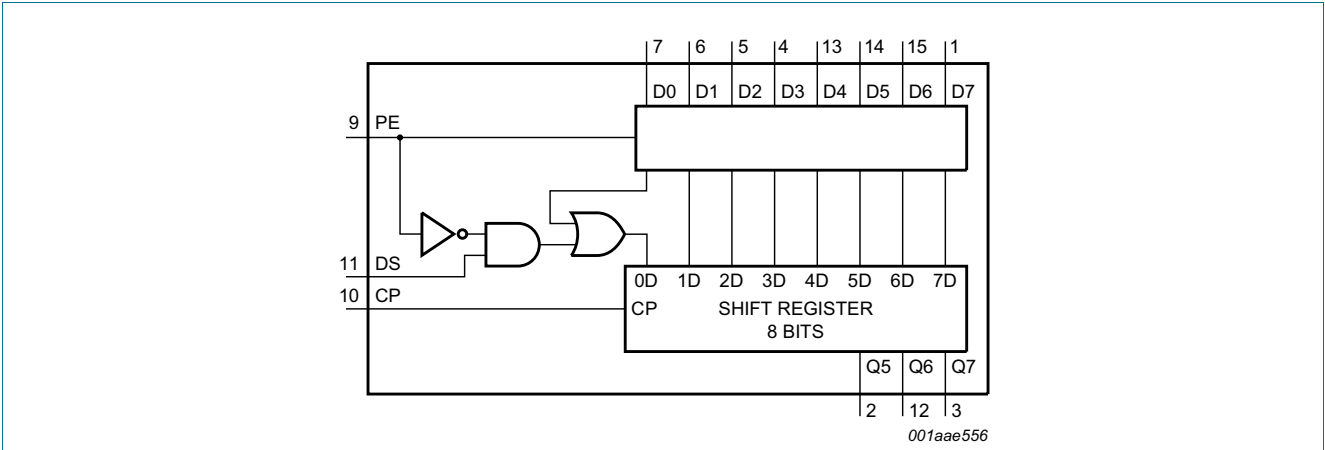 7 6 5 4 13 14 15 1
D0 D1 D2 D3 D4 D5 D6 D7
9 PE
11 DS
10 CP
0D 1D 2D 3D 4D 5D 6D 7D
CP SHIFT REGISTER
8 BITS
Q5 Q6 Q7
2 12 3
001aae556